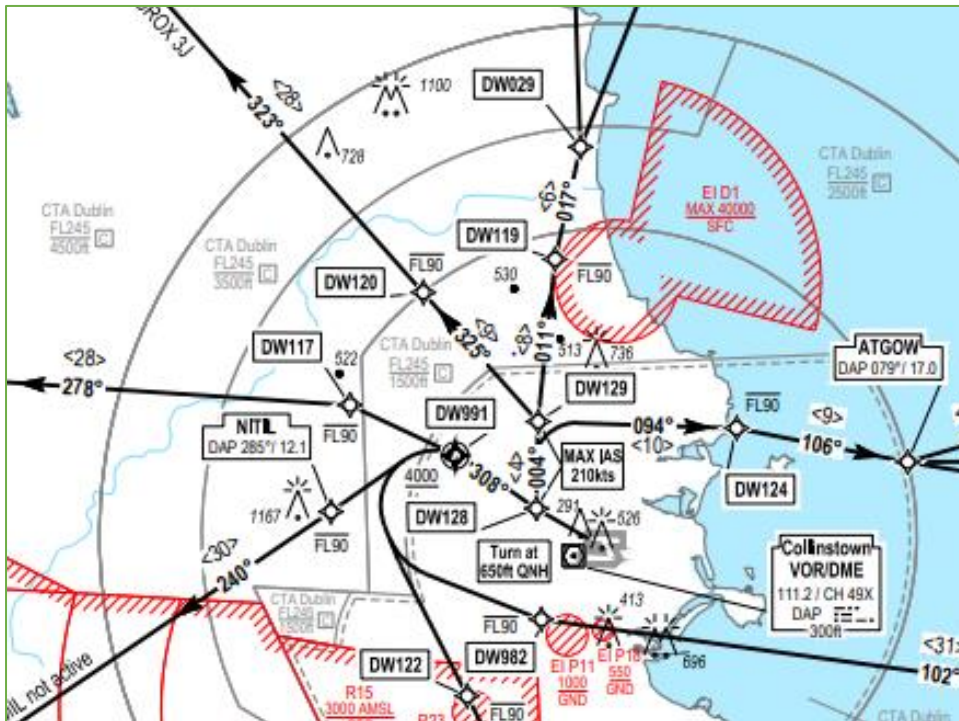 OROX 3J
<28>
323°
1100
728
DW029
CTA Dublin
FL245
2500ft
C
EI D1
MAX 40000
SFC
CTA Dublin
FL245
4500ft
C
CTA Dublin
FL245
3500ft
C
<6>
017°
DW119
FL90
FL90
530
DW120
<9>
325°
<8>
011°
513
736
CTA Dublin
FL245
1500ft
C
DW117
<28>
278°
522
FL90
NITIL
DAP 285°/ 12.1
DW991
DW129
ATGOW
DAP 079°/ 17.0
FL90
094°
<10>
<9>
106°
DW124
4000
308°
<4>
004°
MAX IAS
210kts
1167
FL90
DW128
291
526
Turn at
650ft QNH
Collinstown
VOR/DME
111.2 / CH 49X
DAP
300ft
<30>
240°
CTA Dublin
FL245
1500ft
C
413
FL90
696
EI P11
1000
GND
EI P18
550
GND
<31>
102°
DW122
DW982
FL90
R15
3000 AMSL
R23
not active
CTA Dublin